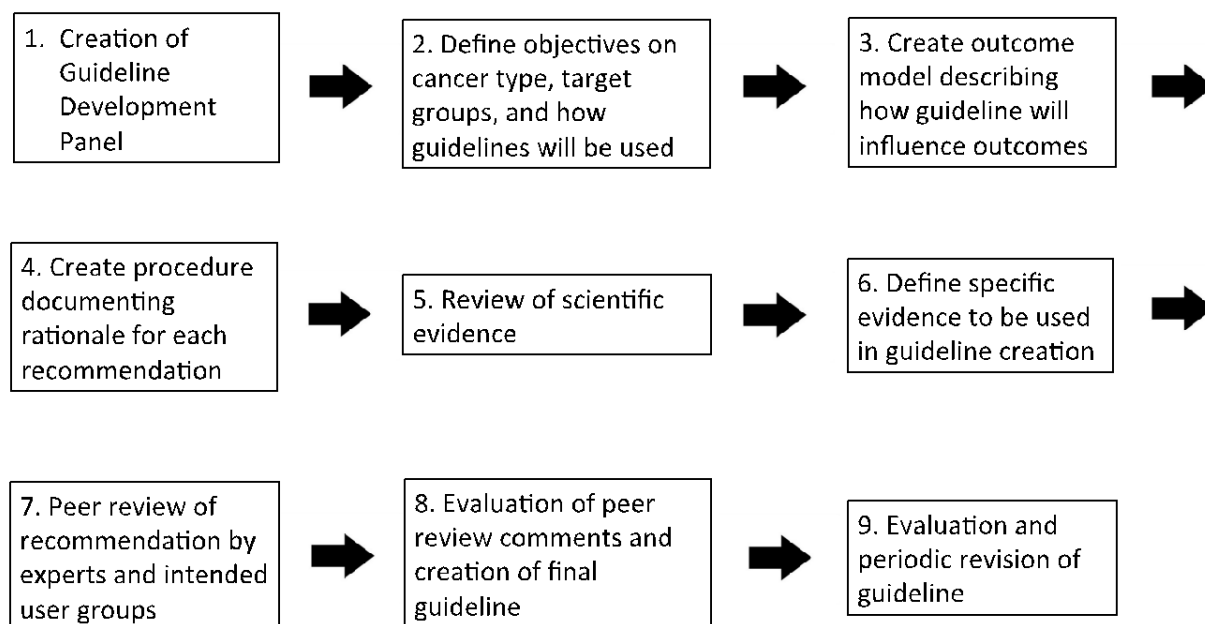 1. Creation of
Guideline
Development
Panel
2. Define objectives on
cancer type, target
groups, and how
guidelines will be used
3. Create outcome
model describing
how guideline will
influence outcomes
4. Create procedure
documenting
rationale for each
recommendation
5. Review of scientific
evidence
6. Define specific
evidence to be used
in guideline creation
7. Peer review of
recommendation by
experts and intended
user groups
8. Evaluation of peer
review comments and
creation of final
guideline
9. Evaluation and
periodic revision of
guideline